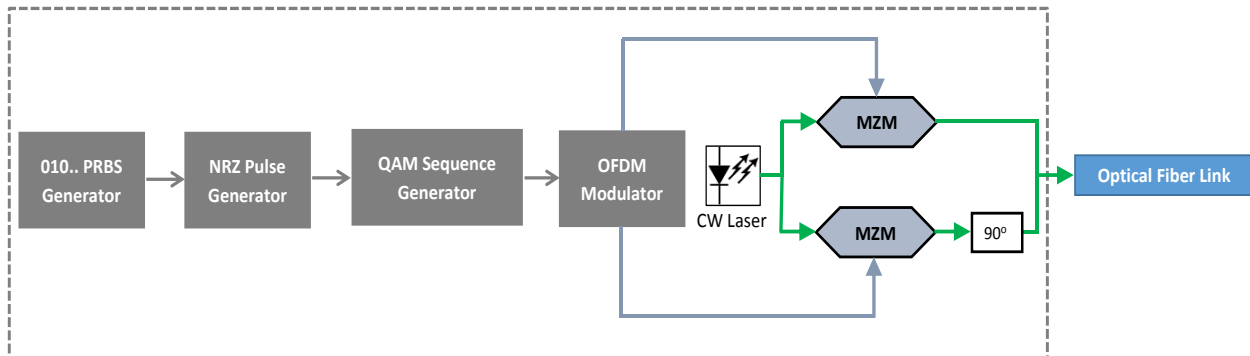 010.. PRBS
Generator
NRZ Pulse
Generator
QAM Sequence
Generator
OFDM
Modulator
CW Laser
MZM
MZM
90º
Optical Fiber Link